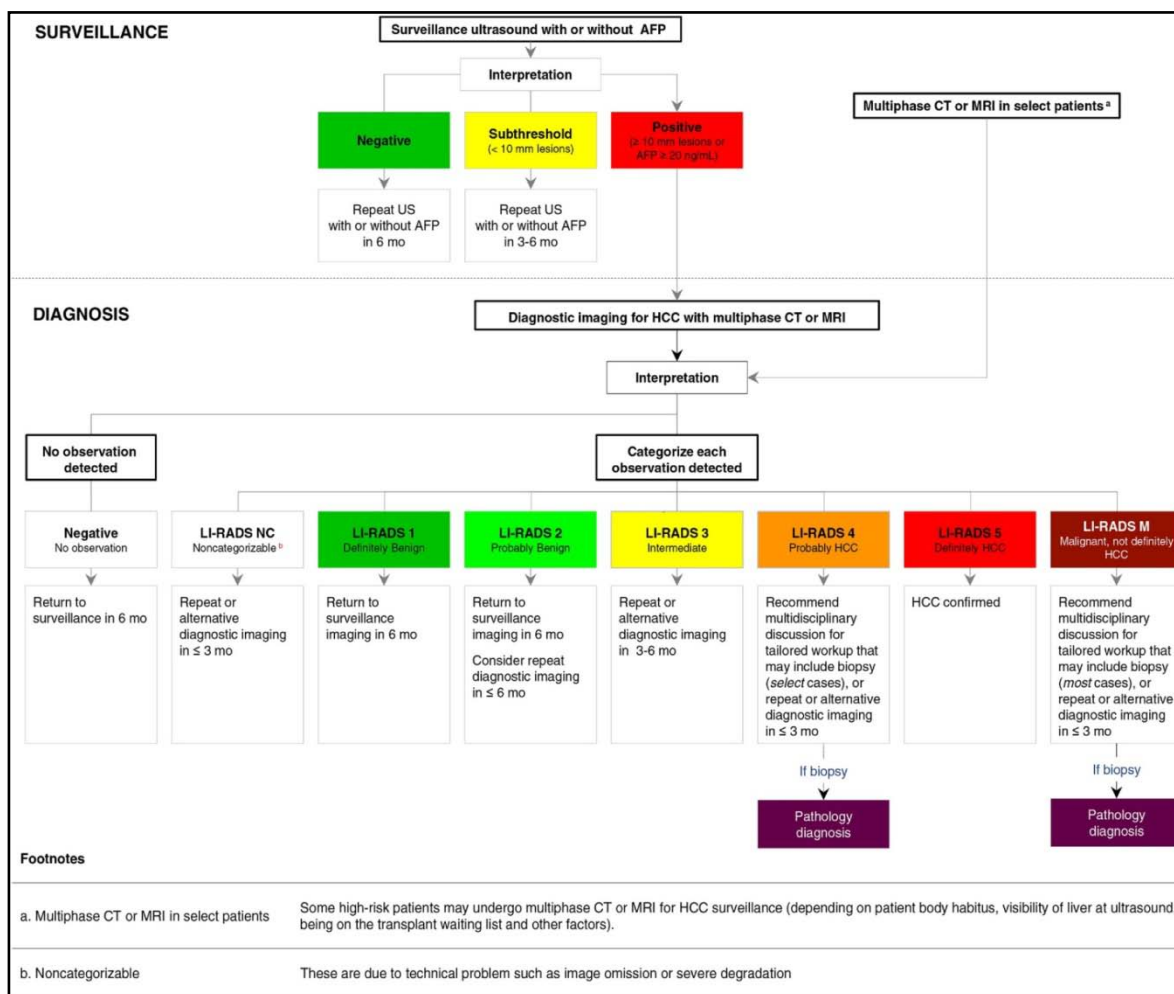 SURVEILLANCE
Surveillance ultrasound with or without AFP
Interpretation
Multiphase CT or MRI in select patients a
Negative
Subthreshold
(< 10 mm lesions)
Positive
(≥ 10 mm lesions or
AFP ≥ 20 ng/mL)
Repeat US
with or without AFP
in 6 mo
Repeat US
with or without AFP
in 3-6 mo
DIAGNOSIS
Diagnostic imaging for HCC with multiphase CT or MRI
Interpretation
No observation
detected
Categorize each
observation detected
Negative
No observation
LI-RADS NC
Noncategorizable b
LI-RADS 1
Definitely Benign
LI-RADS 2
Probably Benign
LI-RADS 3
Intermediate
LI-RADS 4
Probably HCC
LI-RADS 5
Definitely HCC
LI-RADS M
Malignant, not definitely
HCC
Return to
surveillance in 6 mo
Repeat or
alternative
diagnostic imaging
in ≤ 3 mo
Return to
surveillance
imaging in 6 mo
Return to
surveillance
imaging in 6 mo
Consider repeat
diagnostic imaging
in ≤ 6 mo
Repeat or
alternative
diagnostic imaging
in 3-6 mo
Recommend
multidisciplinary
discussion for
tailored workup that
may include biopsy
(select cases), or
repeat or alternative
diagnostic imaging
in ≤ 3 mo
HCC confirmed
Recommend
multidisciplinary
discussion for
tailored workup that
may include biopsy
(most cases), or
repeat or alternative
diagnostic imaging
in ≤ 3 mo
If biopsy
If biopsy
Pathology
diagnosis
Pathology
diagnosis
Footnotes
a. Multiphase CT or MRI in select patients
Some high-risk patients may undergo multiphase CT or MRI for HCC surveillance (depending on patient body habitus, visibility of liver at ultrasound
being on the transplant waiting list and other factors).
b. Noncategorizable
These are due to technical problem such as image omission or severe degradation